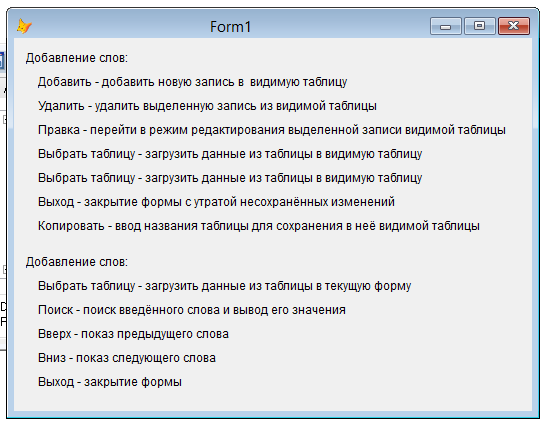 Form1
Добавление слов:
Добавить - добавить новую запись в видимую таблицу
Удалить - удалить выделенную запись из видимой таблицы
Правка - перейти в режим редактирования выделенной записи видимой таблицы
Выбрать таблицу - загрузить данные из таблицы в видимую таблицу
Выбрать таблицу - загрузить данные из таблицы в видимую таблицу
Выход - закрытие формы с утратой несохранённых изменений
Копировать - ввод названия таблицы для сохранения в неё видимой таблицы
Добавление слов:
Выбрать таблицу - загрузить данные из таблицы в текущую форму
Поиск - поиск введённого слова и вывод его значения
Вверх - показ предыдущего слова
Вниз - показ следующего слова
Выход - закрытие формы